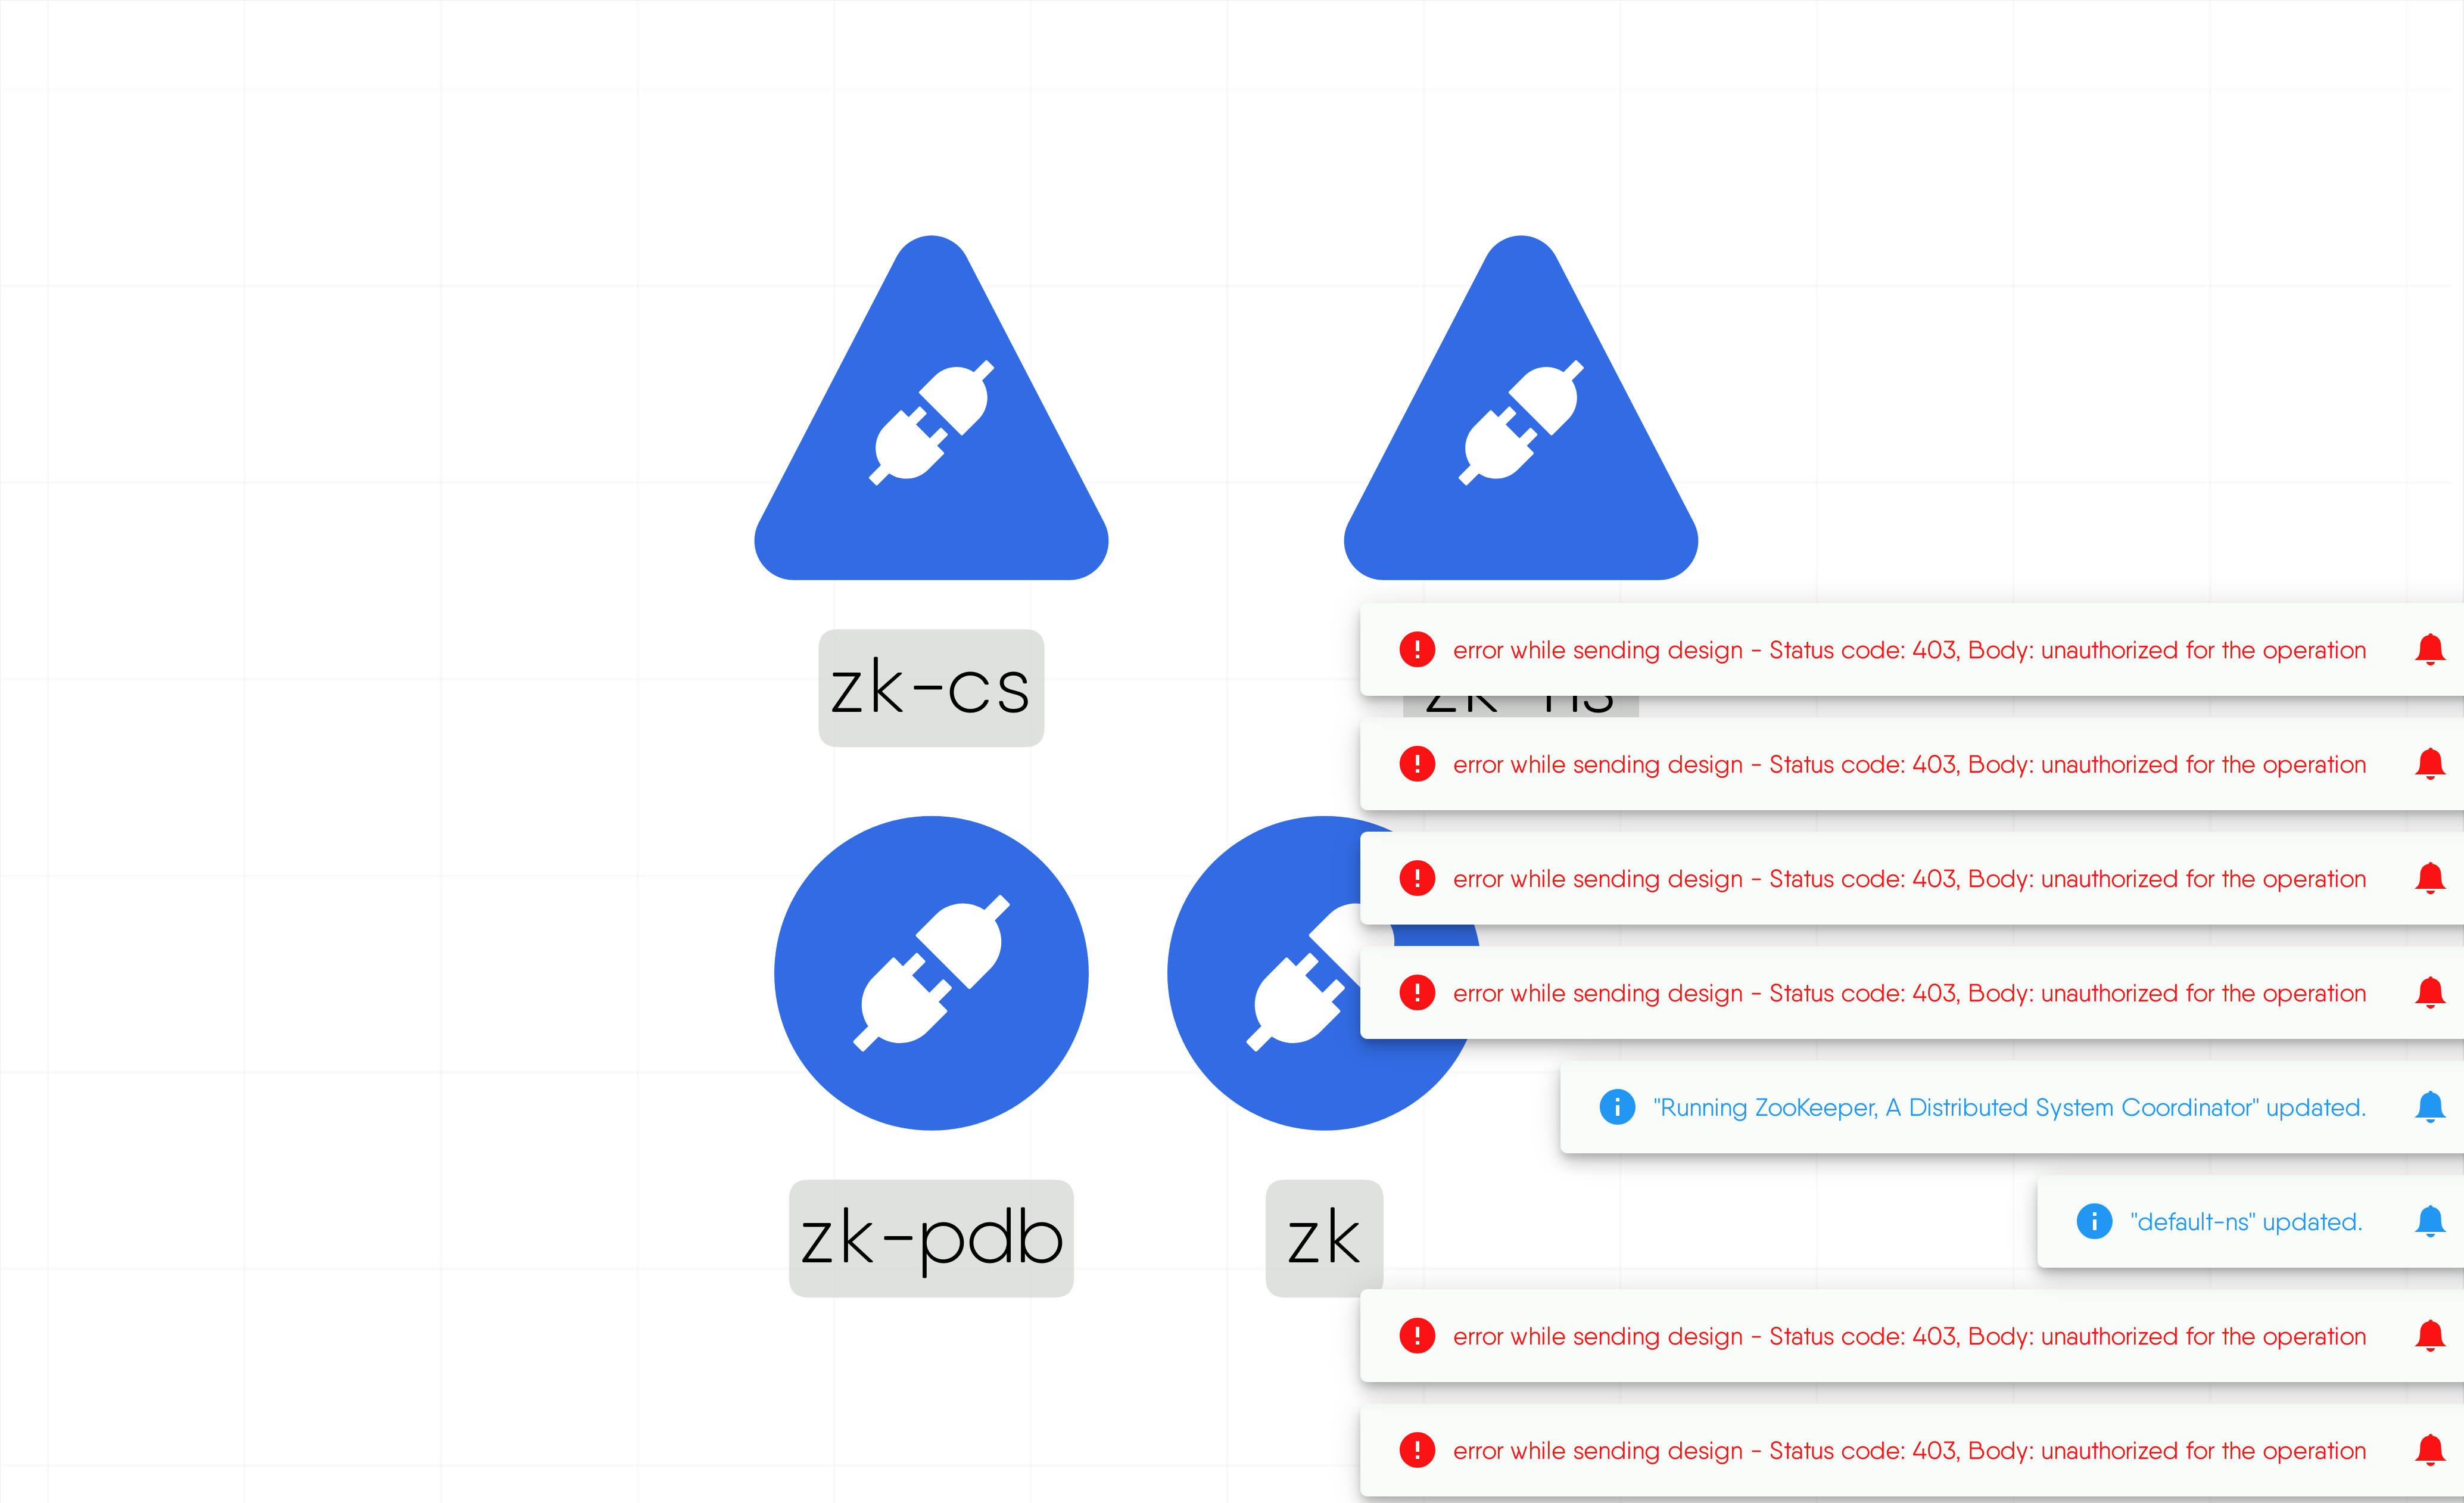 zk-cs
error while sending design - Status code: 403, Body: unauthorized for the operation
error while sending design - Status code: 403, Body: unauthorized for the operation
error while sending design - Status code: 403, Body: unauthorized for the operation
error while sending design - Status code: 403, Body: unauthorized for the operation
"Running ZooKeeper, A Distributed System Coordinator" updated.
zk-pdb
zk
"default-ns" updated.
error while sending design - Status code: 403, Body: unauthorized for the operation
error while sending design - Status code: 403, Body: unauthorized for the operation